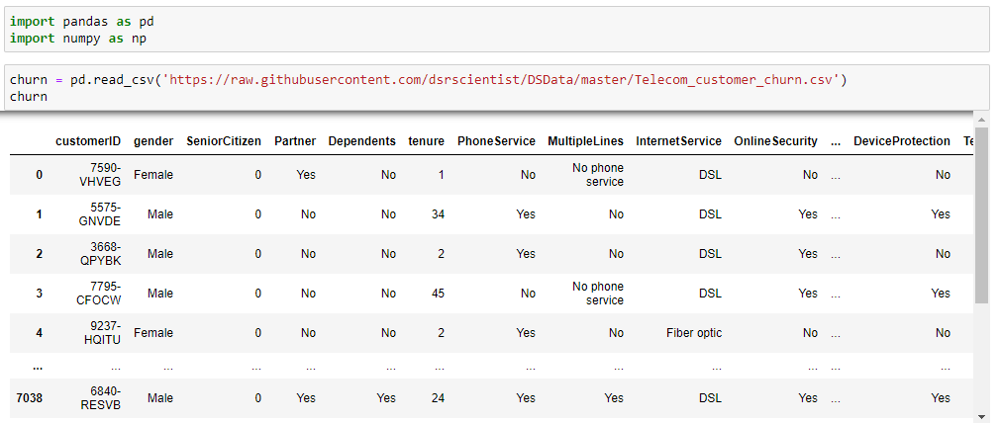 import pandas as pd
import numpy as np
churn = pd.read_csv('https://raw.githubusercontent.com/dsrscientist/DSData/master/Telecom_customer_churn.csv')
churn
customerID gender SeniorCitizen Partner Dependents tenure PhoneService MultipleLines InternetService OnlineSecurity ... DeviceProtection Te
0 7590-VHVEG Female 0 Yes No 1 No No phone service DSL No ... No
1 5575-GNVDE Male 0 No No 34 Yes No DSL Yes ... Yes
2 3668-QPYBK Male 0 No No 2 Yes No DSL Yes ... No
3 7795-CFOCW Male 0 No No 45 No No phone service DSL Yes ... Yes
4 9237-HQITU Female 0 No No 2 Yes No Fiber optic No ... No
... ... ... ... ... ... ... ... ... ... ... ... ...
7038 6840-RESVB Male 0 Yes Yes 24 Yes Yes DSL Yes ... Yes